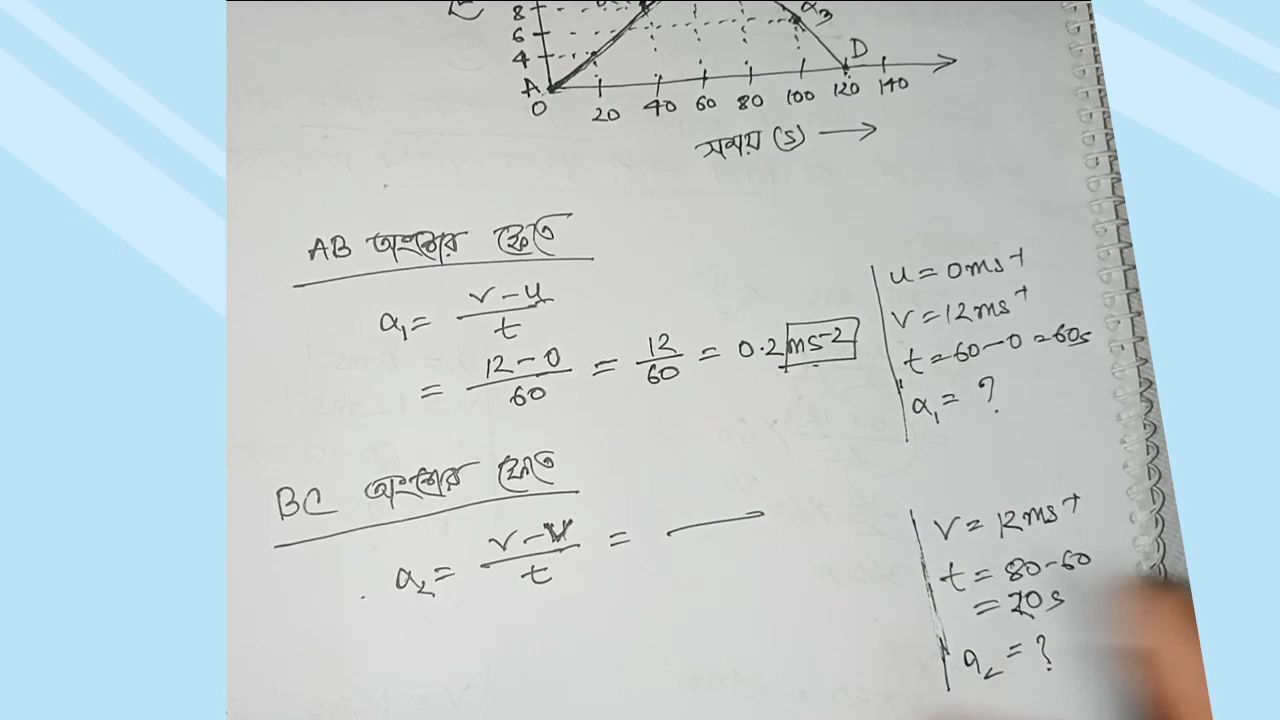 8
6
4
A
D
0 20 40 60 80 100 120 140
সময় (s) →
AB অংশের ক্ষেত্রে
a₁ = v - u / t
= 12 - 0 / 60 = 12 / 60 = 0.2 ms⁻²
u = 0 ms⁻¹
v = 12 ms⁻¹
t = 60 - 0 = 60s
a₁ = ?
BC অংশের ক্ষেত্রে
a₂ = v - u / t =
v = 12 ms⁻¹
t = 80 - 60
= 20 s
a₂ = ?